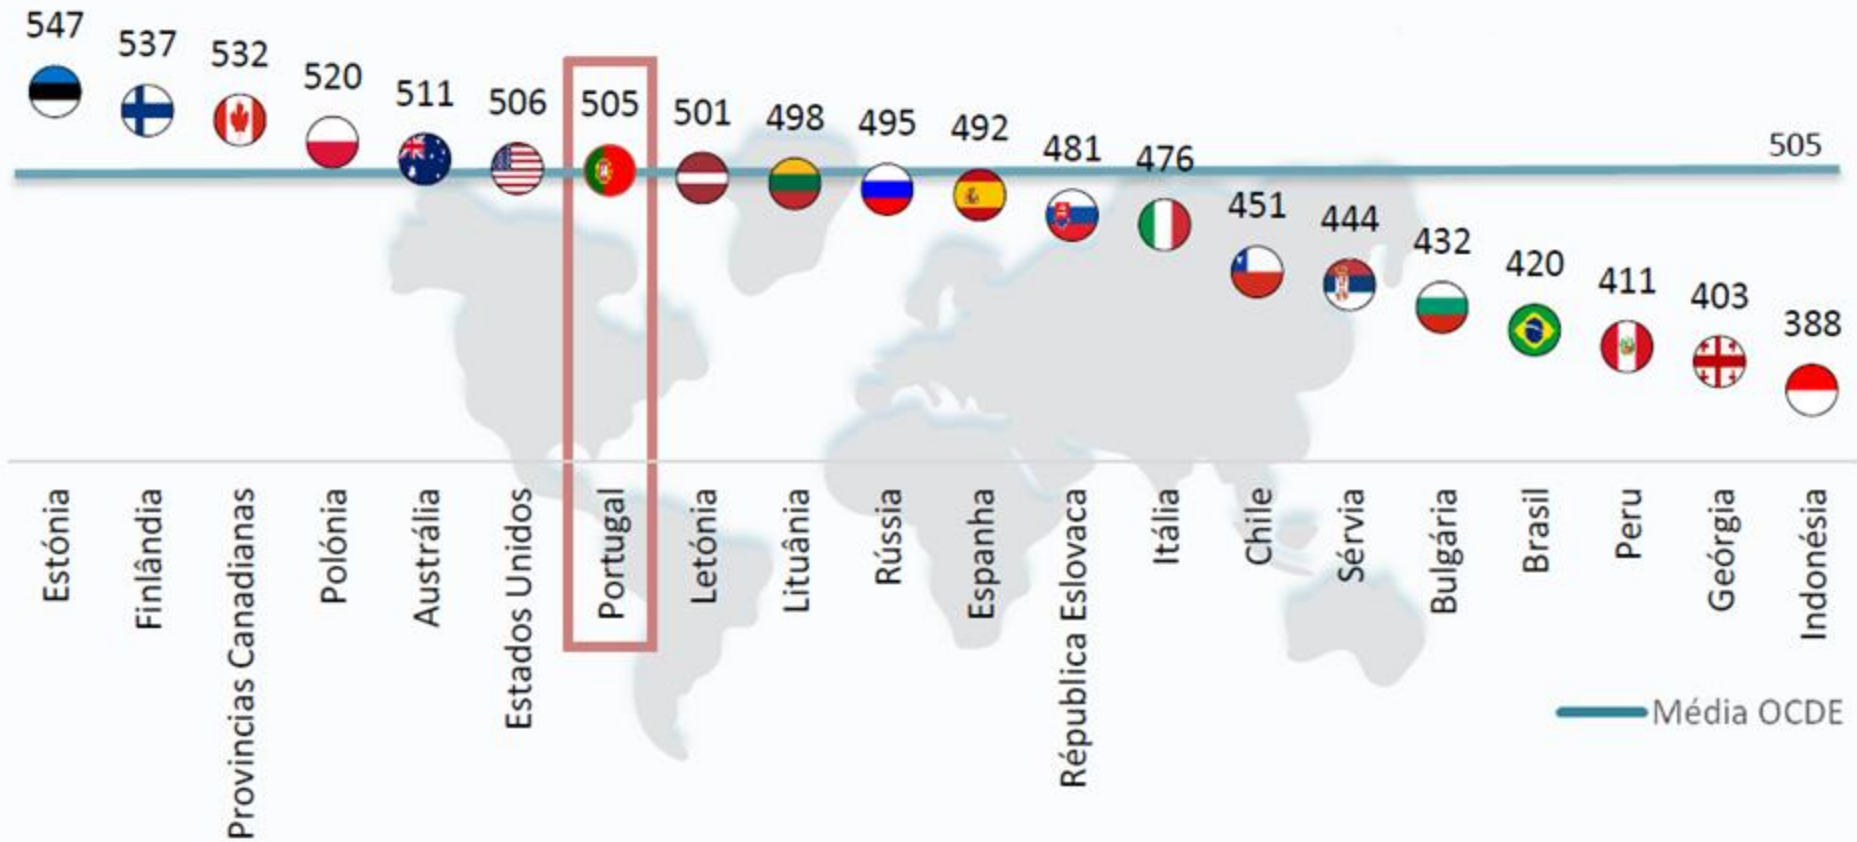 547
537
532
520
511
506
505
501
498
495
492
481
476
451
444
432
420
411
403
388
505
Estónia
Finlândia
Provincias Canadianas
Polónia
Austrália
Estados Unidos
Portugal
Letónia
Lituânia
Rússia
Espanha
Républica Eslovaca
Itália
Chile
Sérvia
Bulgária
Brasil
Peru
Geórgia
Indonésia
Média OCDE